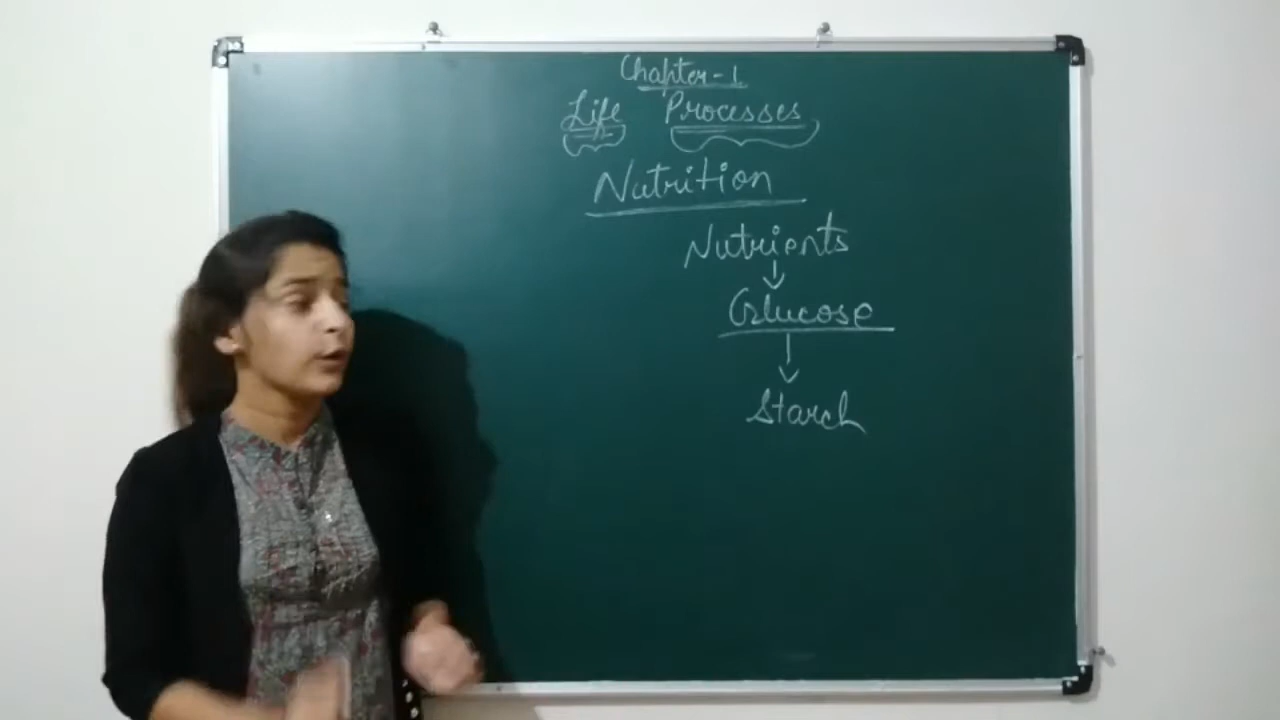 Chapter-1
Life Processes
Nutrition
Nutrients
↓
Glucose
↓
Starch